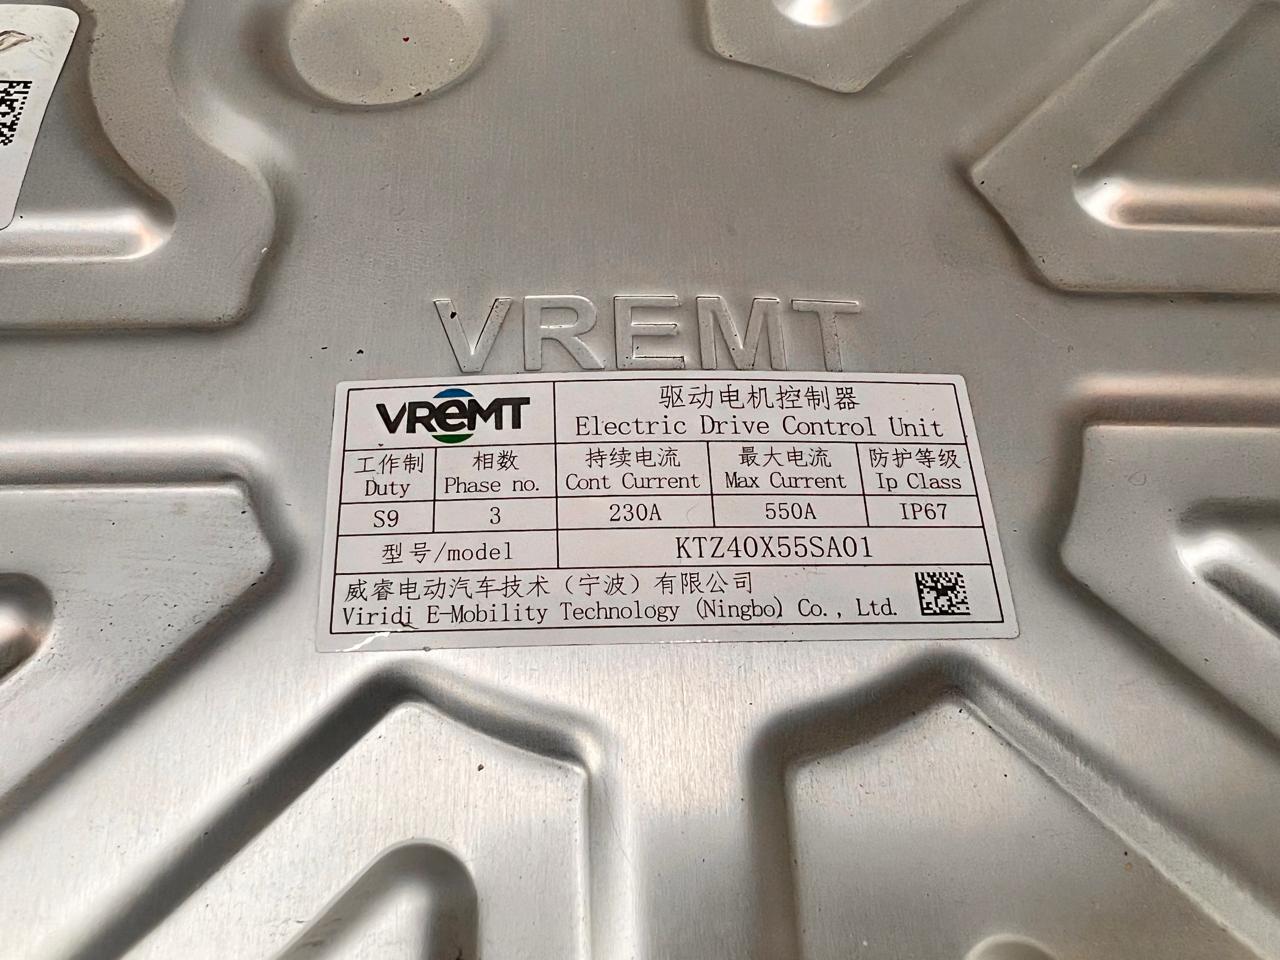 VREMT
VREMT
驱动电机控制器
Electric Drive Control Unit
工作制 相数 持续电流 最大电流 防护等级
Duty Phase no. Cont Current Max Current Ip Class
S9 3 230A 550A IP67
型号/model KTZ40X55SA01
威睿电动汽车技术（宁波）有限公司
Viridi E-Mobility Technology (Ningbo) Co., Ltd.